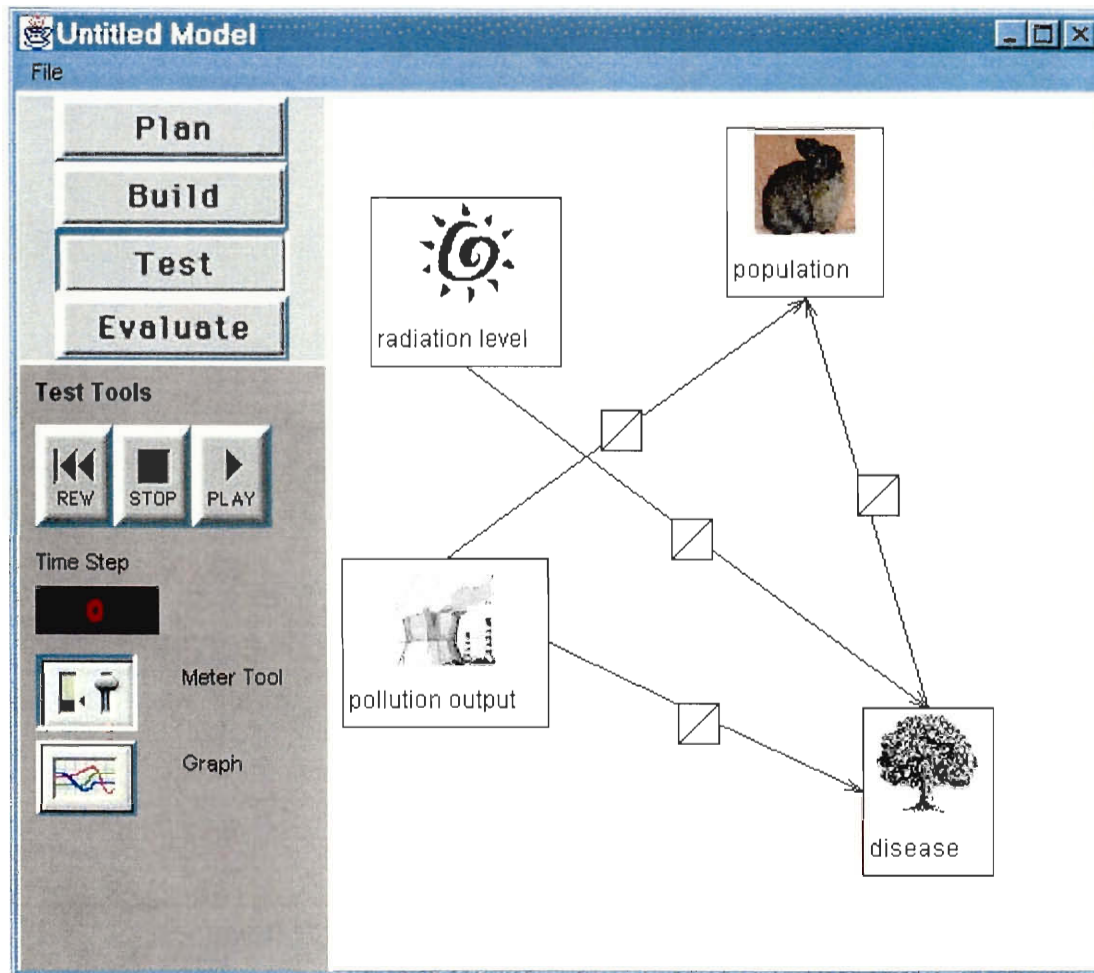 Untitled Model
File
Plan
Build
Test
Evaluate
Test Tools
REW STOP PLAY
Time Step
0
Meter Tool
Graph
population
radiation level
pollution output
disease